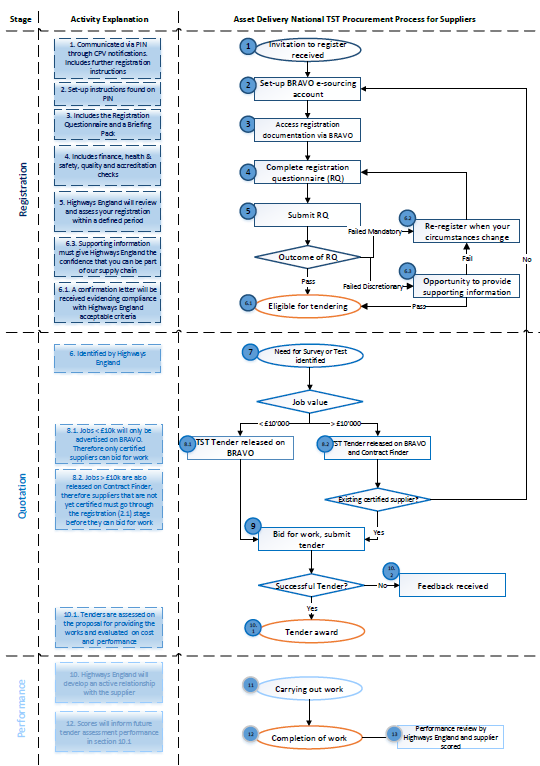 Stage
Activity Explanation
Asset Delivery National TST Procurement Process for Suppliers
Registration
1. Communicated via PIN
through CPV notifications.
Includes further registration
instructions
2. Set-up instructions found on
PIN
3. Includes the Registration
Questionnaire and a Briefing
Pack
4. Includes finance, health &
safety, quality and accreditation
checks
5. Highways England will review
and assess your registration
within a defined period
6.3. Supporting information
must give Highways England the
confidence that you can be part
of our supply chain
6.1. A confirmation letter will be
received evidencing compliance
with Highways England
acceptable criteria
1
Invitation to register
received
2
Set-up BRAVO e-sourcing
account
3
Access registration
documentation via BRAVO
4
Complete registration
questionnaire (RQ)
5
Submit RQ
Outcome of RQ
Failed Mandatory
6.2
Re-register when your
circumstances change
No
Fail
6.3
Opportunity to provide
supporting information
Failed Discretionary
Pass
Pass
6.1
Eligible for tendering
Quotation
6. Identified by Highways
England
8.1. Jobs < £10k will only be
advertised on BRAVO.
Therefore only certified
suppliers can bid for work
8.2. Jobs > £10k are also
released on Contract Finder,
therefore suppliers that are not
yet certified must go through
the registration (2.1) stage
before they can bid for work
10.1. Tenders are assessed on
the proposal for providing the
works and evaluated on cost
and performance
7
Need for Survey or Test
identified
Job value
< £10'000
> £10'000
8.1
TST Tender released on
BRAVO
8.2
TST Tender released on BRAVO
and Contract Finder
Existing certified supplier?
Yes
9
Bid for work, submit
tender
Successful Tender?
No
10.
2
Feedback received
Yes
10.
1
Tender award
Performance
10. Highways England will
develop an active relationship
with the supplier
12. Scores will inform future
tender assessment performance
in section 10.1
11
Carrying out work
12
Completion of work
13
Performance review by
Highways England and supplier
scored